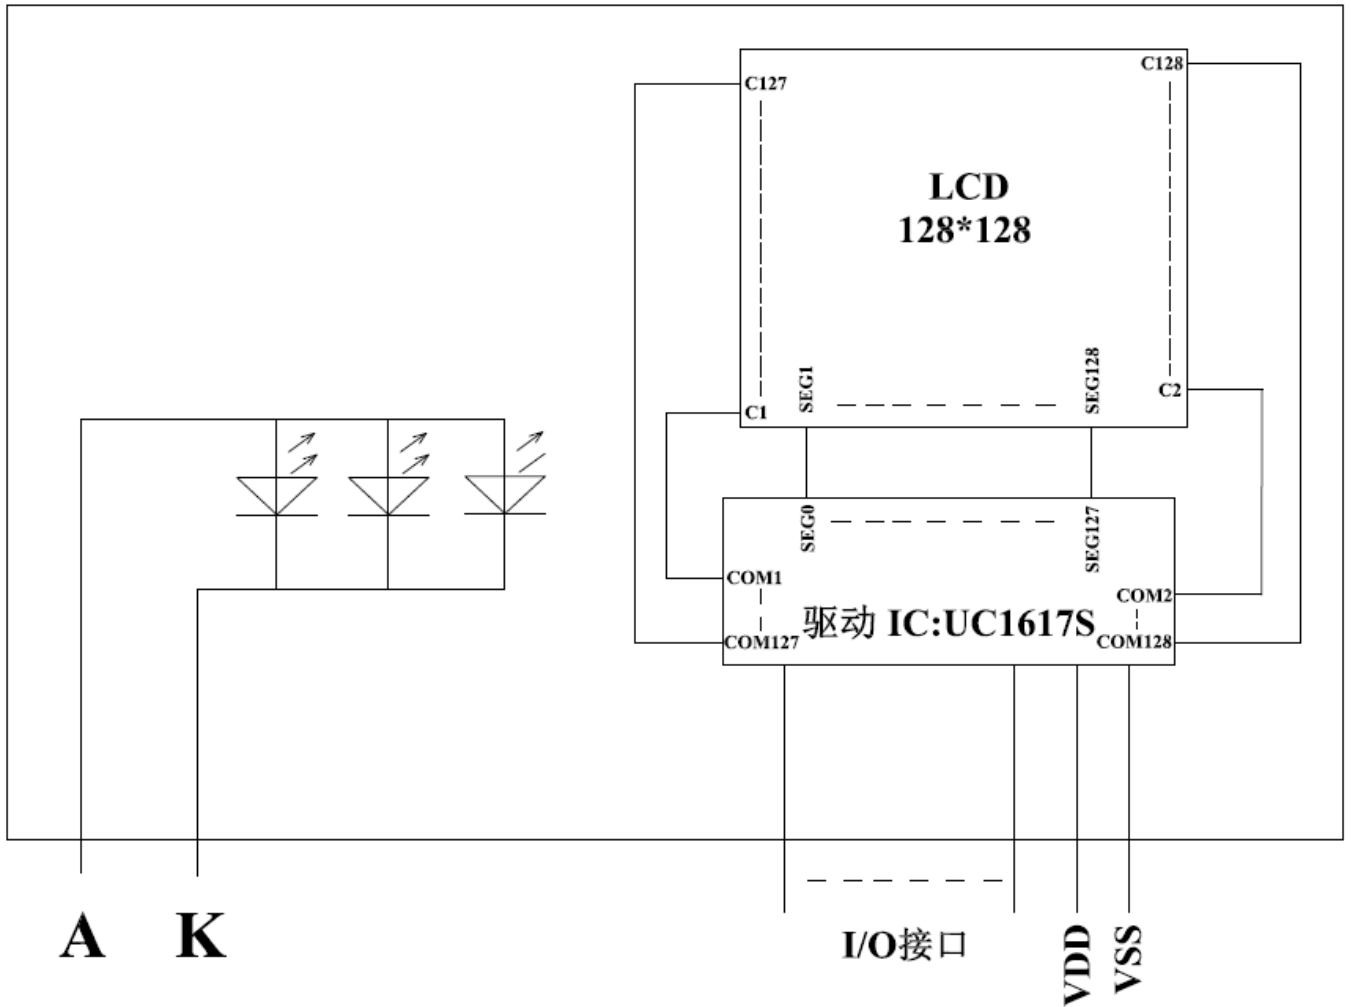 C128
C127
LCD
128*128
SEG1
SEG128
C2
C1
SEG0
SEG127
COM1
COM2
驱动 IC:UC1617S
COM127
COM128
A
K
I/O接口
VDD
VSS